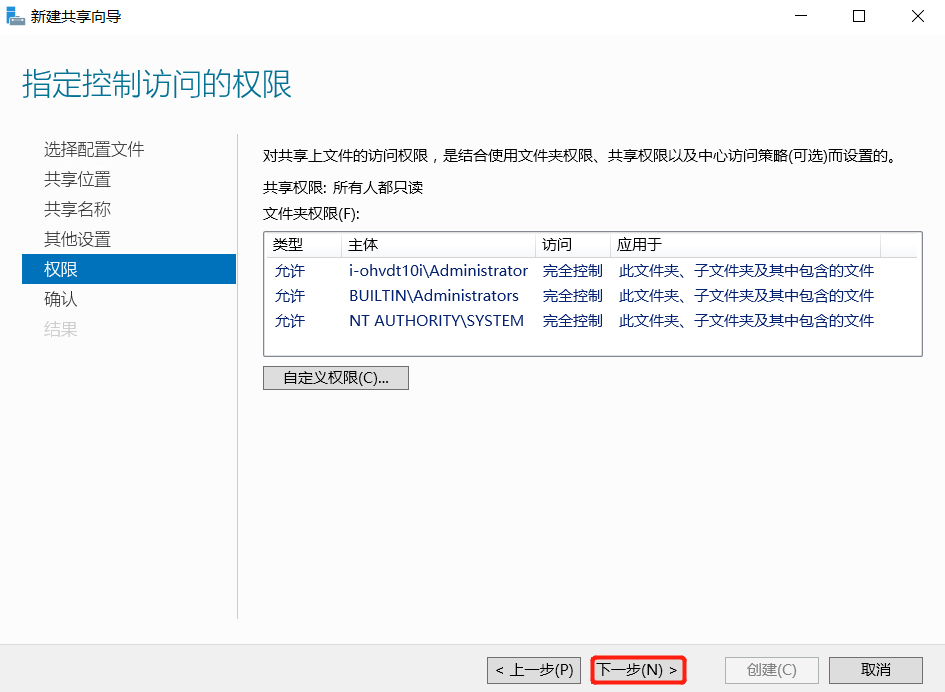 新建共享向导
指定控制访问的权限
选择配置文件
共享位置
共享名称
其他设置
权限
确认
结果
对共享上文件的访问权限，是结合使用文件夹权限、共享权限以及中心访问策略(可选)而设置的。
共享权限: 所有人都只读
文件夹权限(F):
类型 主体 访问 应用于
允许 i-ohvdt10i\Administrator 完全控制 此文件夹、子文件夹及其中包含的文件
允许 BUILTIN\Administrators 完全控制 此文件夹、子文件夹及其中包含的文件
允许 NT AUTHORITY\SYSTEM 完全控制 此文件夹、子文件夹及其中包含的文件
自定义权限(C)...
< 上一步(P) 下一步(N) > 创建(C) 取消